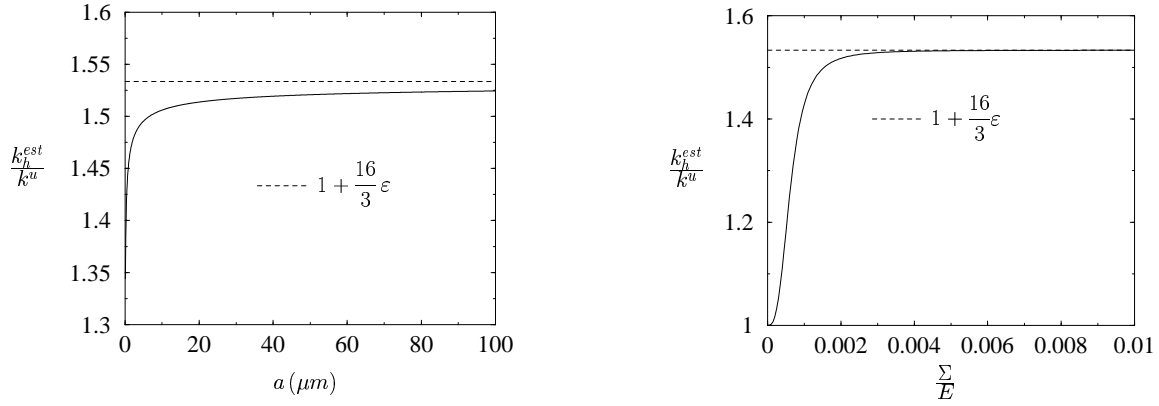 1.6
1.55
1.5
1.45
1.4
1.35
1.3
k_h^{est}
k^u
1 + 16/3 ε
0 20 40 60 80 100
a (μm)
1.6
1.4
1.2
1
k_h^{est}
k^u
1 + 16/3 ε
0 0.002 0.004 0.006 0.008 0.01
Σ
E